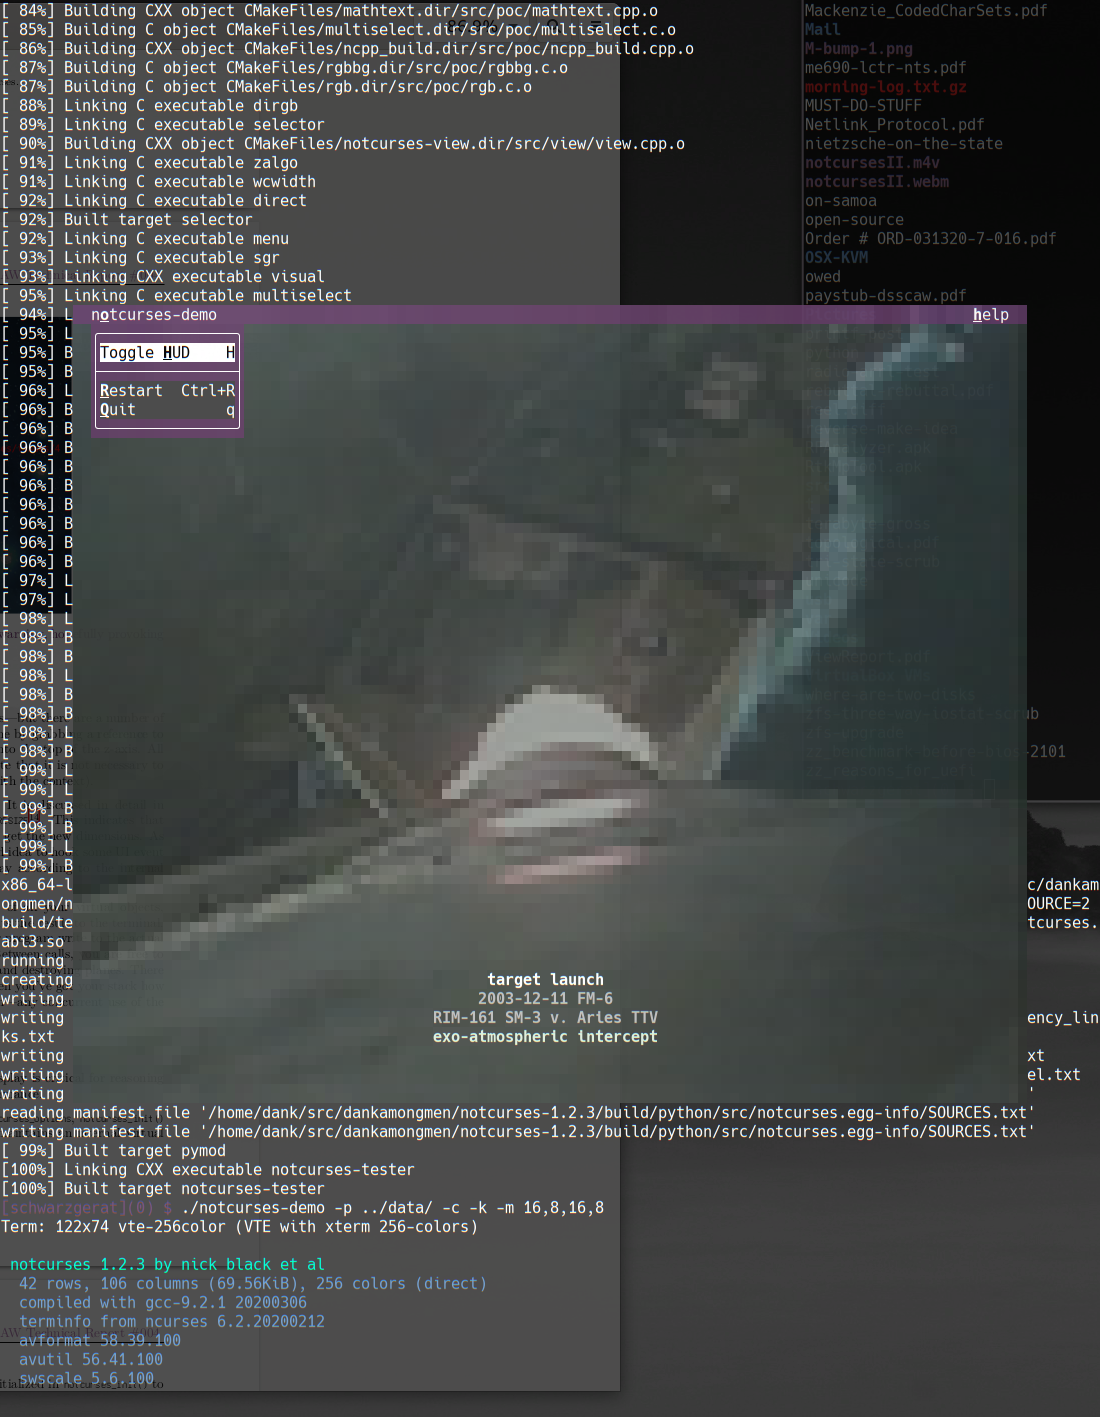 [ 84%] Building CXX object CMakeFiles/mathtext.dir/src/poc/mathtext.cpp.o
[ 85%] Building C object CMakeFiles/multiselect.dir/src/poc/multiselect.c.o
[ 86%] Building CXX object CMakeFiles/ncpp_build.dir/src/poc/ncpp_build.cpp.o
[ 87%] Building C object CMakeFiles/rgbbg.dir/src/poc/rgbbg.c.o
[ 87%] Building C object CMakeFiles/rgb.dir/src/poc/rgb.c.o
[ 88%] Linking C executable dirgb
[ 89%] Linking C executable selector
[ 90%] Building CXX object CMakeFiles/notcurses-view.dir/src/view/view.cpp.o
[ 91%] Linking C executable zalgo
[ 91%] Linking C executable wcwidth
[ 92%] Linking C executable direct
[ 92%] Built target selector
[ 92%] Linking C executable menu
[ 93%] Linking C executable sgr
[ 93%] Linking CXX executable visual
[ 95%] Linking C executable multiselect
[ 94%] L
[ 95%] L
[ 95%] B
[ 95%] B
[ 96%] L
[ 96%] B
[ 96%] B
[ 96%] B
[ 96%] B
[ 96%] B
[ 96%] B
[ 96%] B
[ 96%] B
[ 96%] B
[ 97%] L
[ 97%] L
[ 98%] L
[ 98%] B
[ 98%] B
[ 98%] L
[ 98%] B
[ 98%] B
[ 98%] L
[ 98%] B
[ 99%] L
[ 99%] L
[ 99%] B
[ 99%] B
[ 99%] L
[ 99%] B
x86_64-l
ongmen/n
build/te
abi3.so
running
creating
writing
writing
ks.txt
writing
writing
writing
Mackenzie_CodedCharSets.pdf
Mail
M-bump-1.png
me690-lctr-nts.pdf
morning-log.txt.gz
MUST-DO-STUFF
Netlink_Protocol.pdf
nietzsche-on-the-state
notcursesII.m4v
notcursesII.webm
on-samoa
open-source
Order # ORD-031320-7-016.pdf
OSX-KVM
owed
paystub-dsscaw.pdf
notcurses-demo help
Toggle HUD H
Restart Ctrl+R
Quit q
target launch
2003-12-11 FM-6
RIM-161 SM-3 v. Aries TTV
exo-atmospheric intercept
c/dankam
OURCE=2
tcurses.
ency_lin
xt
el.txt
'
reading manifest file '/home/dank/src/dankamongmen/notcurses-1.2.3/build/python/src/notcurses.egg-info/SOURCES.txt'
writing manifest file '/home/dank/src/dankamongmen/notcurses-1.2.3/build/python/src/notcurses.egg-info/SOURCES.txt'
[ 99%] Built target pymod
[100%] Linking CXX executable notcurses-tester
[100%] Built target notcurses-tester
[schwarzgerat](0) $ ./notcurses-demo -p ../data/ -c -k -m 16,8,16,8
Term: 122x74 vte-256color (VTE with xterm 256-colors)
notcurses 1.2.3 by nick black et al
42 rows, 106 columns (69.56KiB), 256 colors (direct)
compiled with gcc-9.2.1 20200306
terminfo from ncurses 6.2.20200212
avformat 58.39.100
avutil 56.41.100
swscale 5.6.100